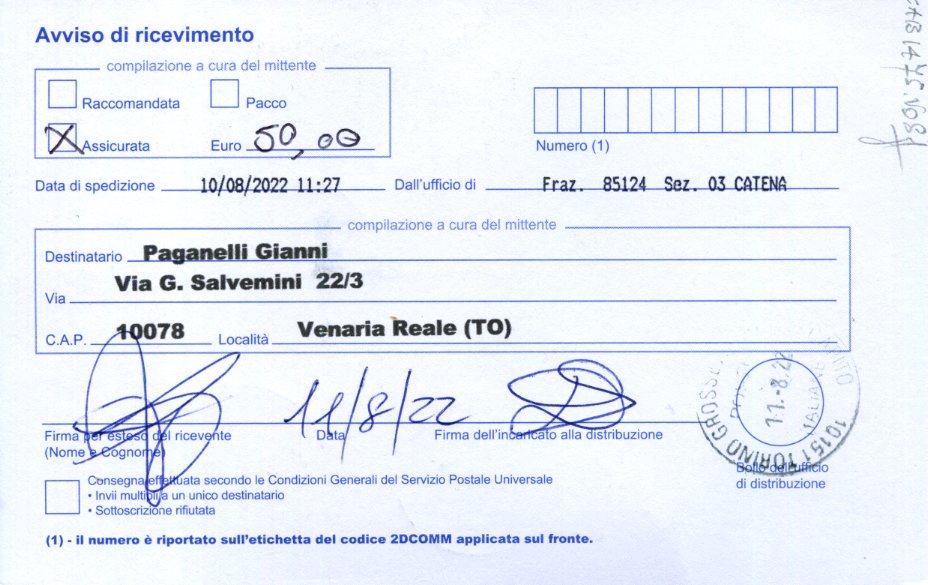 Avviso di ricevimento
compilazione a cura del mittente
Raccomandata Pacco
X Assicurata Euro 50,00
Numero (1)
Data di spedizione 10/08/2022 11:27 Dall'ufficio di Fraz. 85124 Sez. 03 CATENA
compilazione a cura del mittente
Destinatario Paganelli Gianni
Via G. Salvemini 22/3
Via
C.A.P. 10078 Località Venaria Reale (TO)
11/8/22
Firma per esteso del ricevente Data Firma dell'incaricato alla distribuzione
(Nome e Cognome)
11.-8.22
10151 TORINO
Bollo dell'ufficio
di distribuzione
Consegna effettuata secondo le Condizioni Generali del Servizio Postale Universale
• Invii multipli a un unico destinatario
• Sottoscrizione rifiutata
(1) - il numero è riportato sull'etichetta del codice 2DCOMM applicata sul fronte.